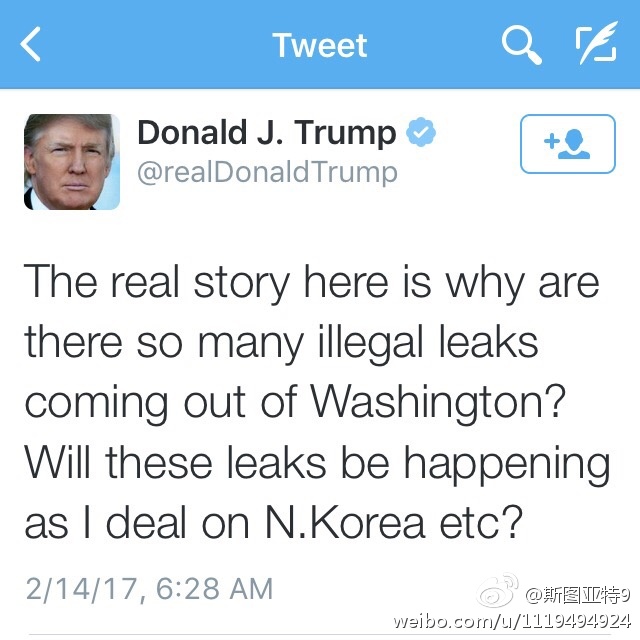 Tweet
Donald J. Trump
@realDonaldTrump
The real story here is why are
there so many illegal leaks
coming out of Washington?
Will these leaks be happening
as I deal on N.Korea etc?
2/14/17, 6:28 AM
@斯图亚特9
weibo.com/u/1119494924